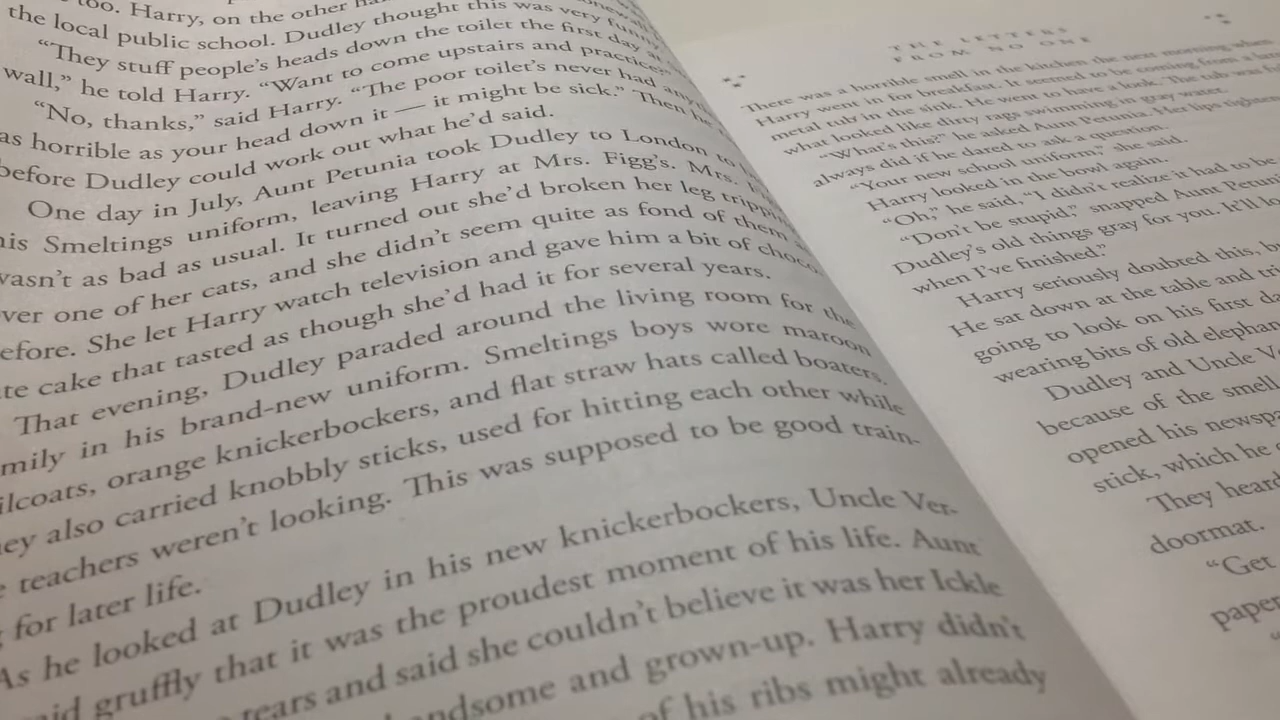 too. Harry, on the other
the local public school. Dudley thought this was very funny.
“They stuff people’s heads down the toilet the first day at
wall,” he told Harry. “Want to come upstairs and practice?”
“No, thanks,” said Harry. “The poor toilet’s never had
as horrible as your head down it — it might be sick.” Then he
before Dudley could work out what he’d said.
One day in July, Aunt Petunia took Dudley to London to
his Smeltings uniform, leaving Harry at Mrs. Figg’s. Mrs.
wasn’t as bad as usual. It turned out she’d broken her leg
ver one of her cats, and she didn’t seem quite as fond of them
efore. She let Harry watch television and gave him a bit of choco
te cake that tasted as though she’d had it for several years.
That evening, Dudley paraded around the living room for the
mily in his brand-new uniform. Smeltings boys wore maroon
ilcoats, orange knickerbockers, and flat straw hats called boaters.
ey also carried knobbly sticks, used for hitting each other while
e teachers weren’t looking. This was supposed to be good train-
g for later life.
As he looked at Dudley in his new knickerbockers, Uncle Ver-
aid gruffly that it was the proudest moment of his life. Aunt
tears and said she couldn’t believe it was her Ickle
ndsome and grown-up. Harry didn’t
of his ribs might already
THE LETTERS
FROM NO ONE
There was a horrible smell in the kitchen the next morning when
Harry went in for breakfast. It seemed to be coming from a large
metal tub in the sink. He went to have a look. The tub was
what looked like dirty rags swimming in gray water.
“What’s this?” he asked Aunt Petunia. Her lips tightened
always did if he dared to ask a question.
“Your new school uniform,” she said.
Harry looked in the bowl again.
“Oh,” he said, “I didn’t realize it had to be
“Don’t be stupid,” snapped Aunt Petuni
Dudley’s old things gray for you. It’ll lo
when I’ve finished.”
Harry seriously doubted this, b
He sat down at the table and tri
going to look on his first da
wearing bits of old elephan
Dudley and Uncle Ve
because of the smell
opened his newspa
stick, which he
They heard
doormat.
“Get
paper
“